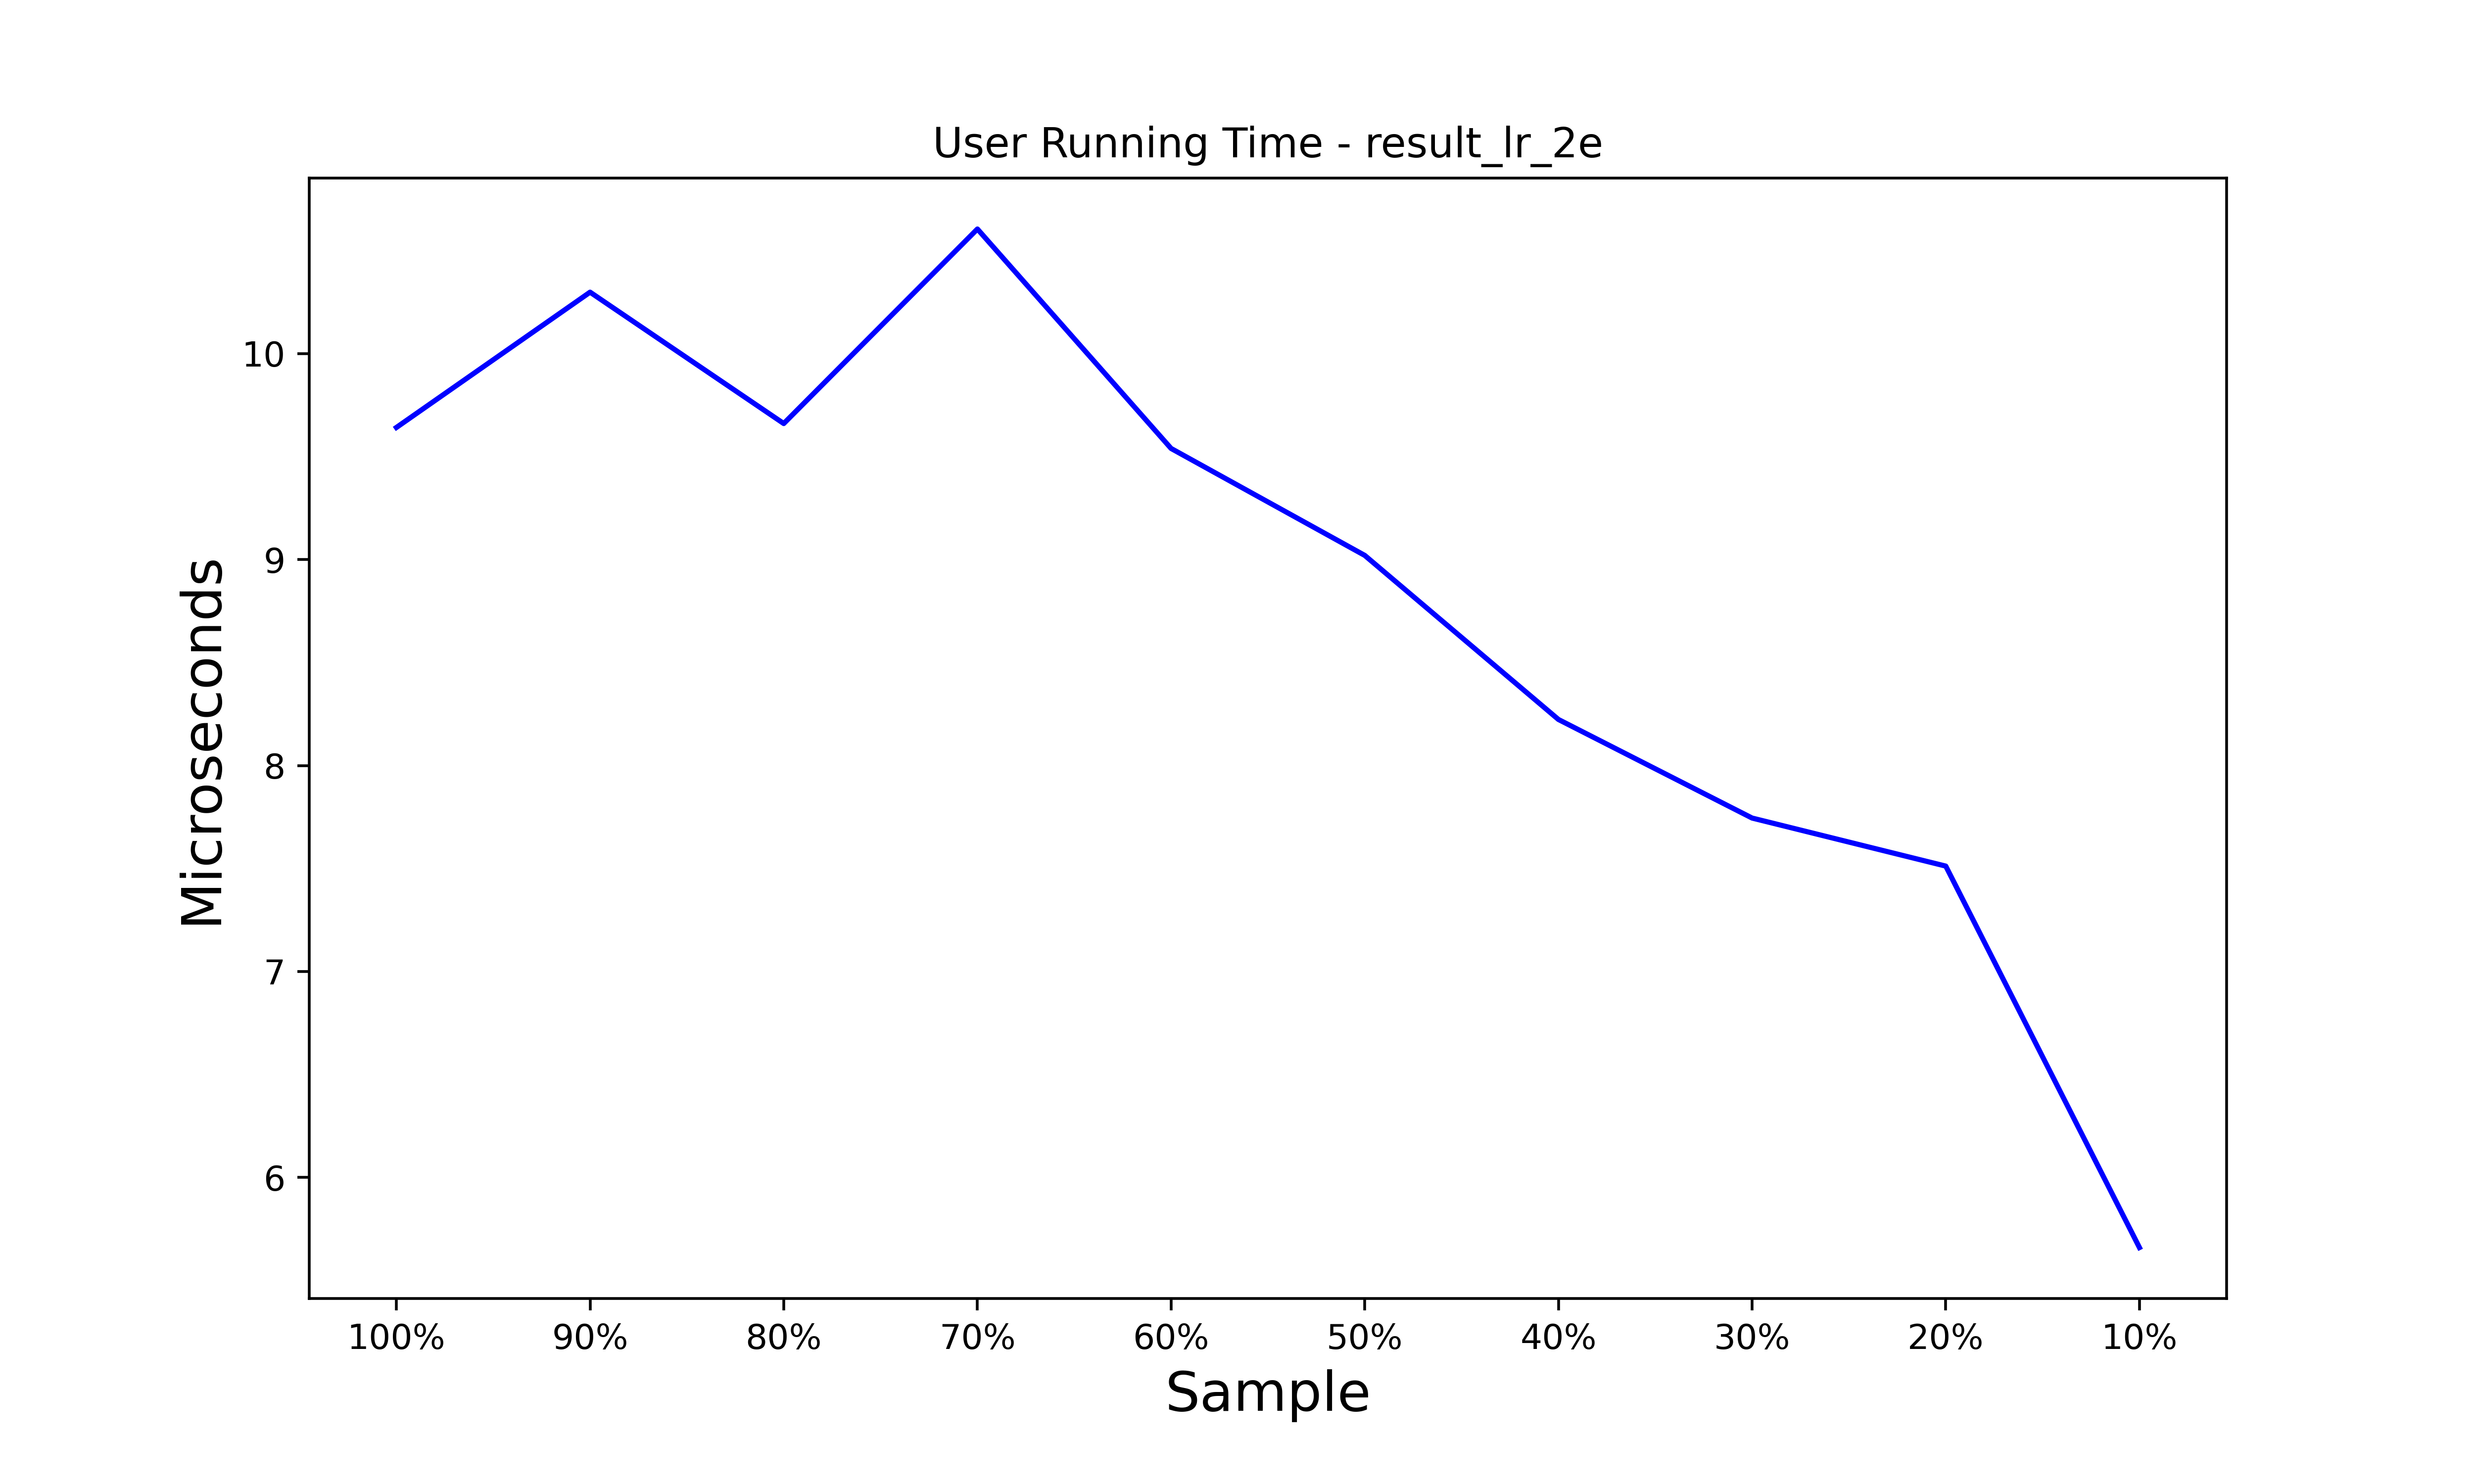 User Running Time - result_lr_2e
Microseconds
10
9
8
7
6
100% 90% 80% 70% 60% 50% 40% 30% 20% 10%
Sample